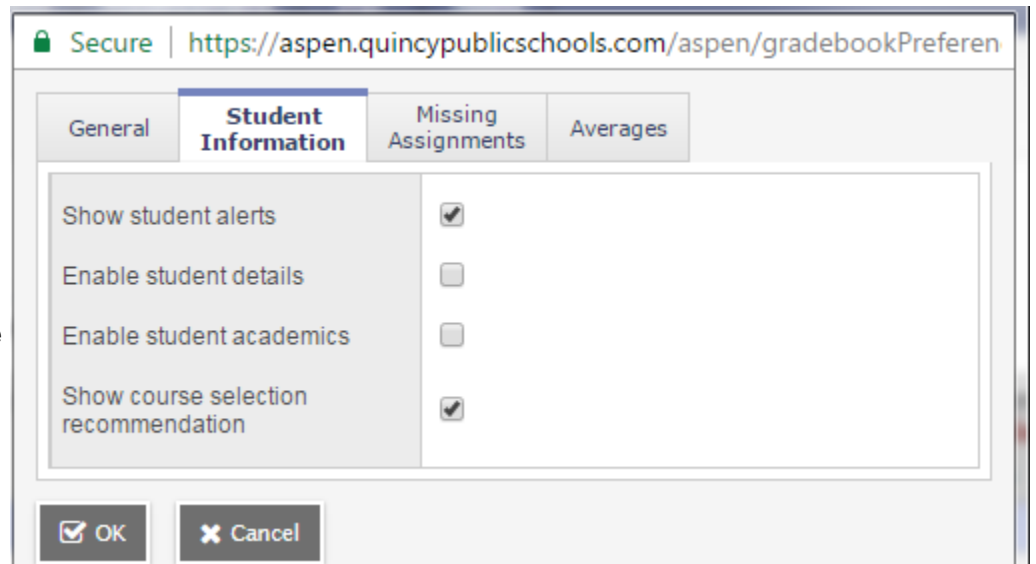 Secure | https://aspen.quincypublicschools.com/aspen/gradebookPreferen
General
Student
Information
Missing
Assignments
Averages
Show student alerts
Enable student details
Enable student academics
Show course selection
recommendation
OK
Cancel